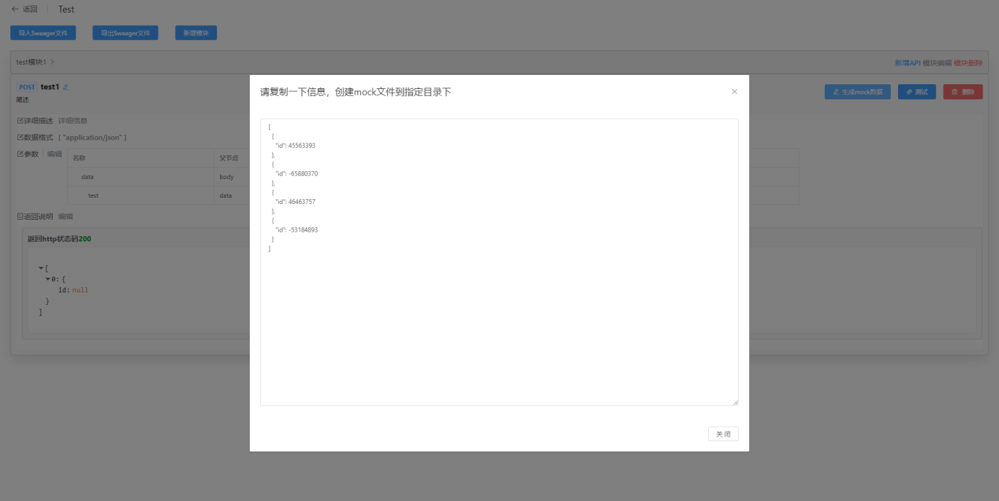 ← 返回 Test
导入Swaager文件 导出Swaager文件 新增模块
test模块1 >
新增API 模块编辑 模块删除
POST test1
简述
生成mock数据 测试 删除
详细描述 详细信息
数据格式 [ "application/json" ]
参数 编辑
名称 父节点
data body
test data
返回说明 编辑
返回http状态码200
[
0: {
id: null
}
]
请复制一下信息，创建mock文件到指定目录下
[
{
"id": 45563393
},
{
"id": -65880370
},
{
"id": 46463757
},
{
"id": -53184893
}
]
关闭